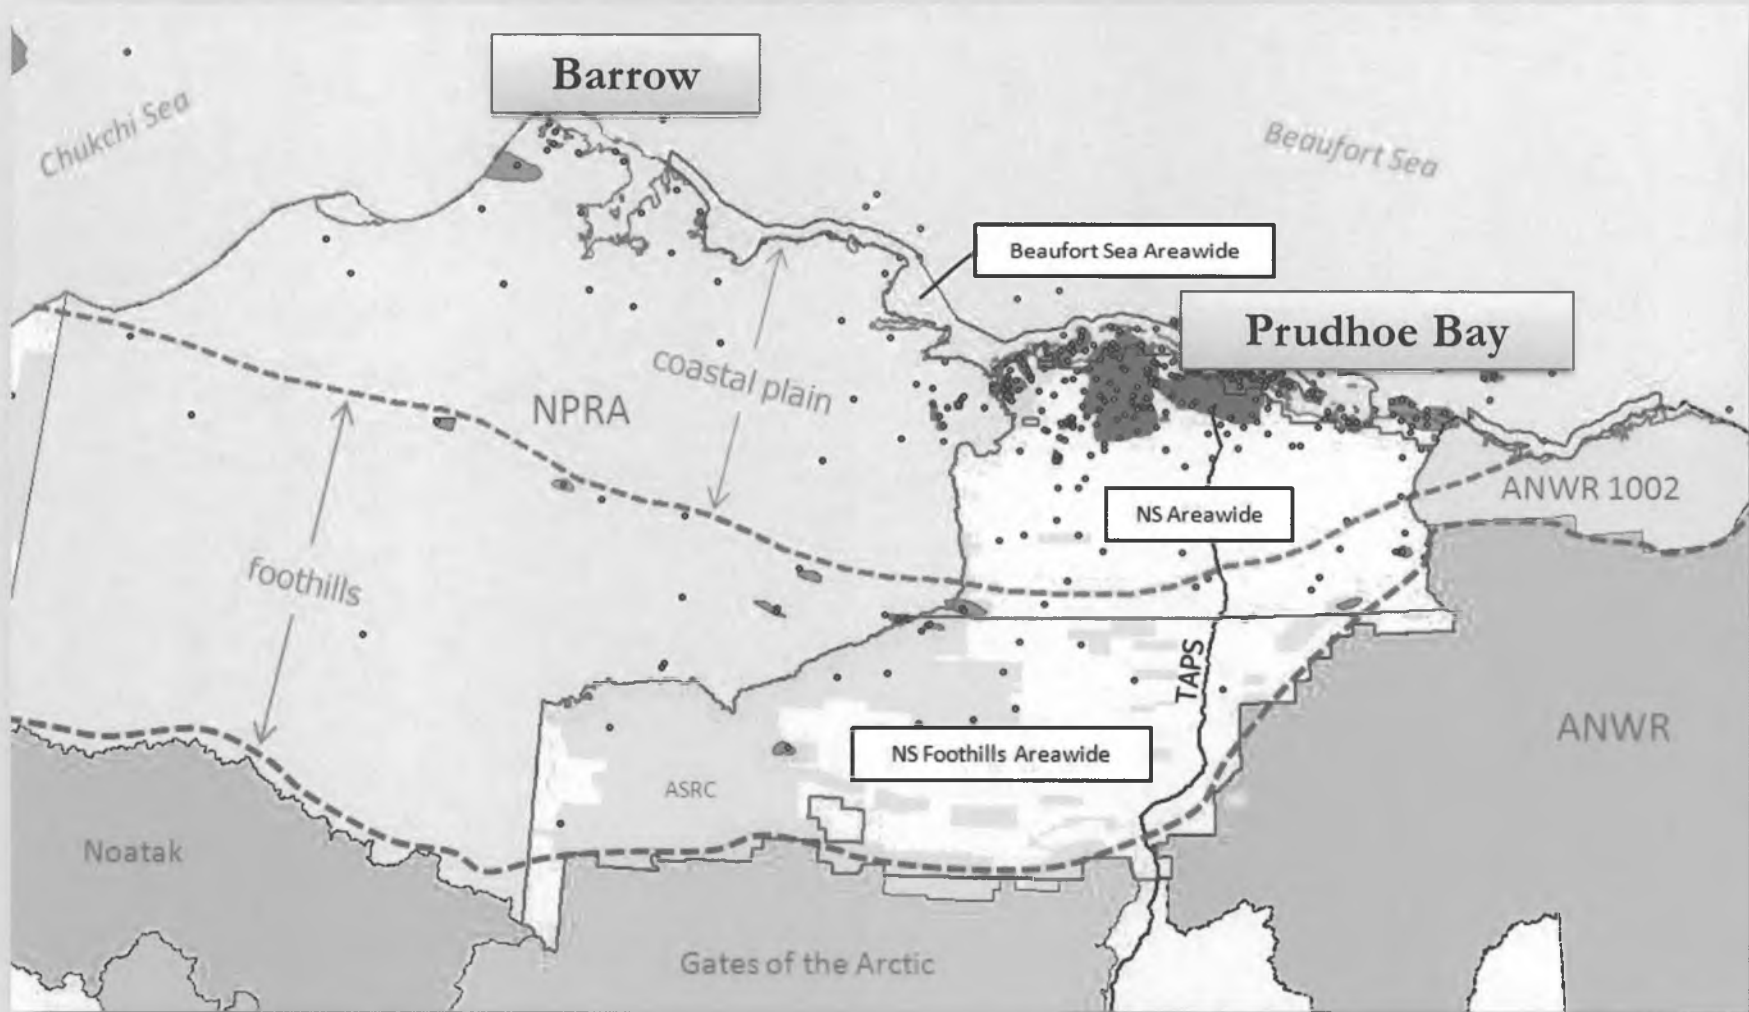 Barrow
Chukchi Sea
Beaufort Sea
Beaufort Sea Areawide
Prudhoe Bay
coastal plain
NPRA
ANWR 1002
NS Areawide
foothills
TAPS
ANWR
NS Foothills Areawide
ASRC
Noatak
Gates of the Arctic